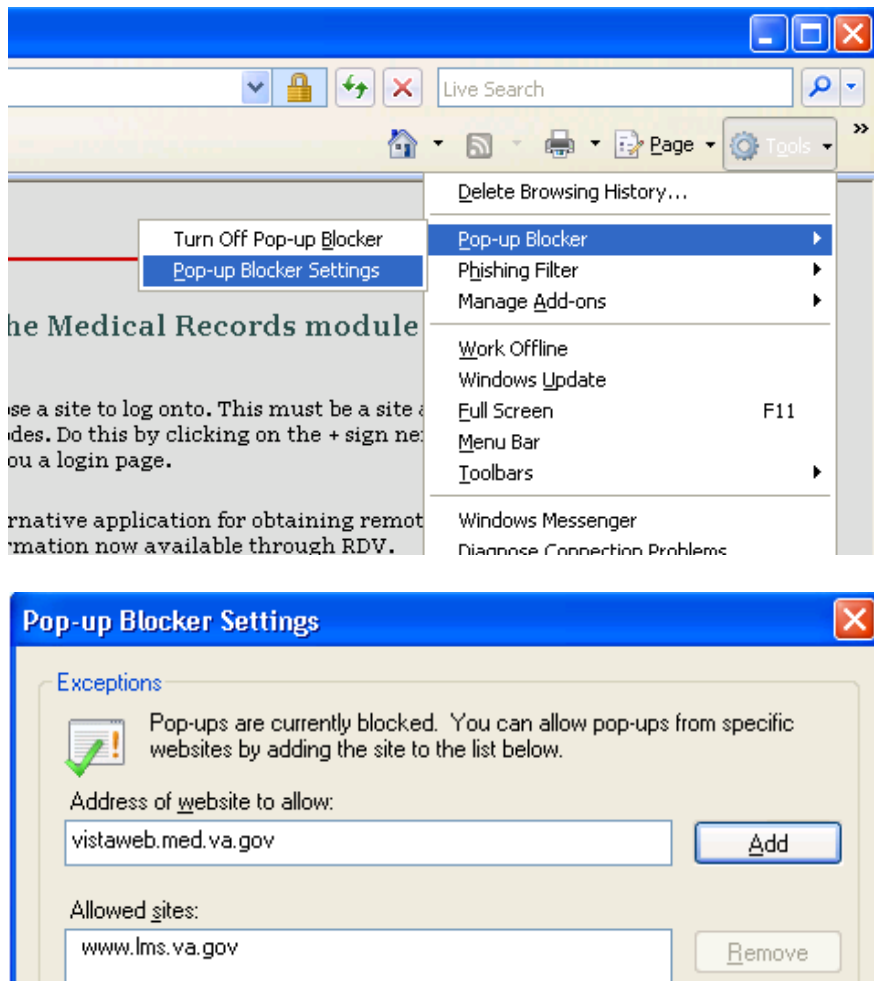 Live Search
Page
Tools
»
Delete Browsing History...
Turn Off Pop-up Blocker
Pop-up Blocker
Pop-up Blocker Settings
Phishing Filter
Manage Add-ons
he Medical Records module
Work Offline
Windows Update
se a site to log onto. This must be a site
Full Screen F11
des. Do this by clicking on the + sign
Menu Bar
ou a login page.
Toolbars
rnative application for obtaining remot
Windows Messenger
rmation now available through RDV.
Diagnose Connection Problems
Pop-up Blocker Settings
Exceptions
Pop-ups are currently blocked. You can allow pop-ups from specific
websites by adding the site to the list below.
Address of website to allow:
vistaweb.med.va.gov
Add
Allowed sites:
www.lms.va.gov
Remove